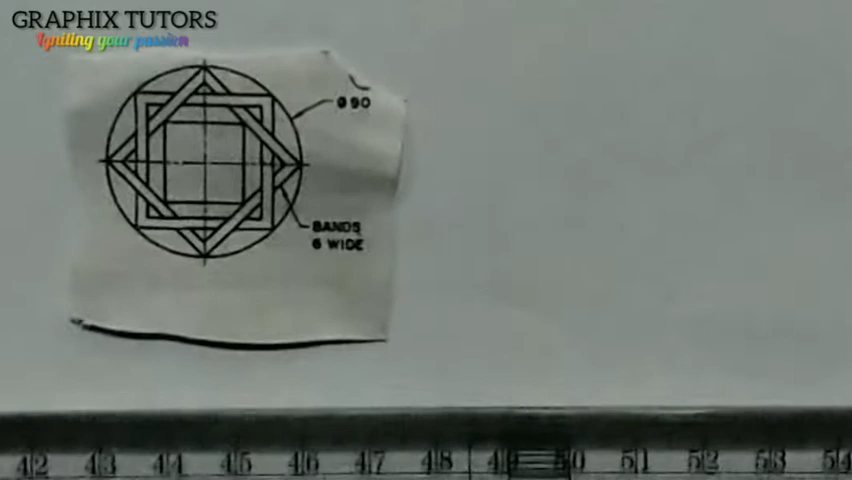 GRAPHIX TUTORS
Igniting your passion
Ø 90
BANDS
6 WIDE
42 43 44 45 46 47 48 49 50 51 52 53 54